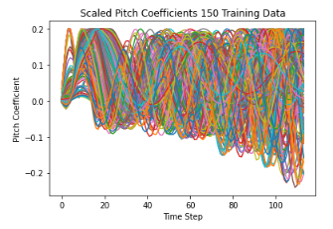 Scaled Pitch Coefficients 150 Training Data
0.2
0.1
0.0
−0.1
−0.2
Pitch Coefficient
0 20 40 60 80 100
Time Step